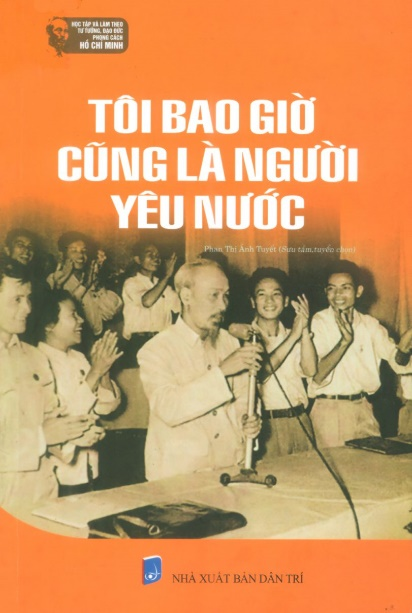 HỌC TẬP VÀ LÀM THEO
TƯ TƯỞNG, ĐẠO ĐỨC
PHONG CÁCH
HỒ CHÍ MINH
TÔI BAO GIỜ
CŨNG LÀ NGƯỜI
YÊU NƯỚC
Phan Thị Ánh Tuyết (Sưu tầm, tuyển chọn)
NHÀ XUẤT BẢN DÂN TRÍ